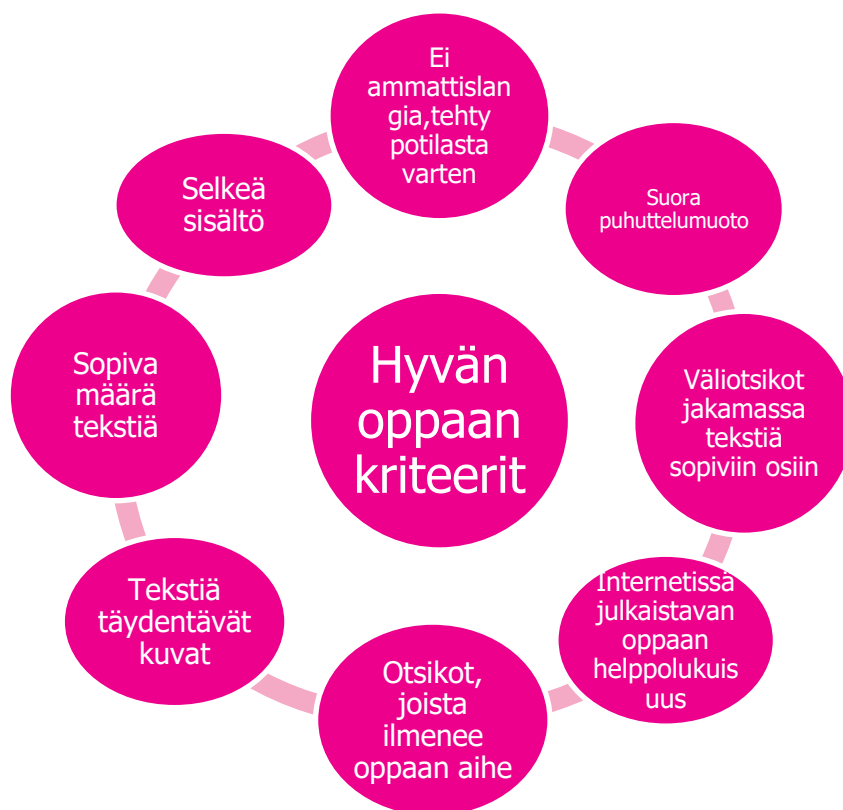 Ei
ammattislan
gia,tehty
potilasta
varten
Suora
puhuttelumuoto
Väliotsikot
jakamassa
tekstiä
sopiviin osiin
Internetissä
julkaistavan
oppaan
helppolukuis
uus
Otsikot,
joista
ilmenee
oppaan aihe
Tekstiä
täydentävät
kuvat
Sopiva
määrä
tekstiä
Selkeä
sisältö
Hyvän
oppaan
kriteerit